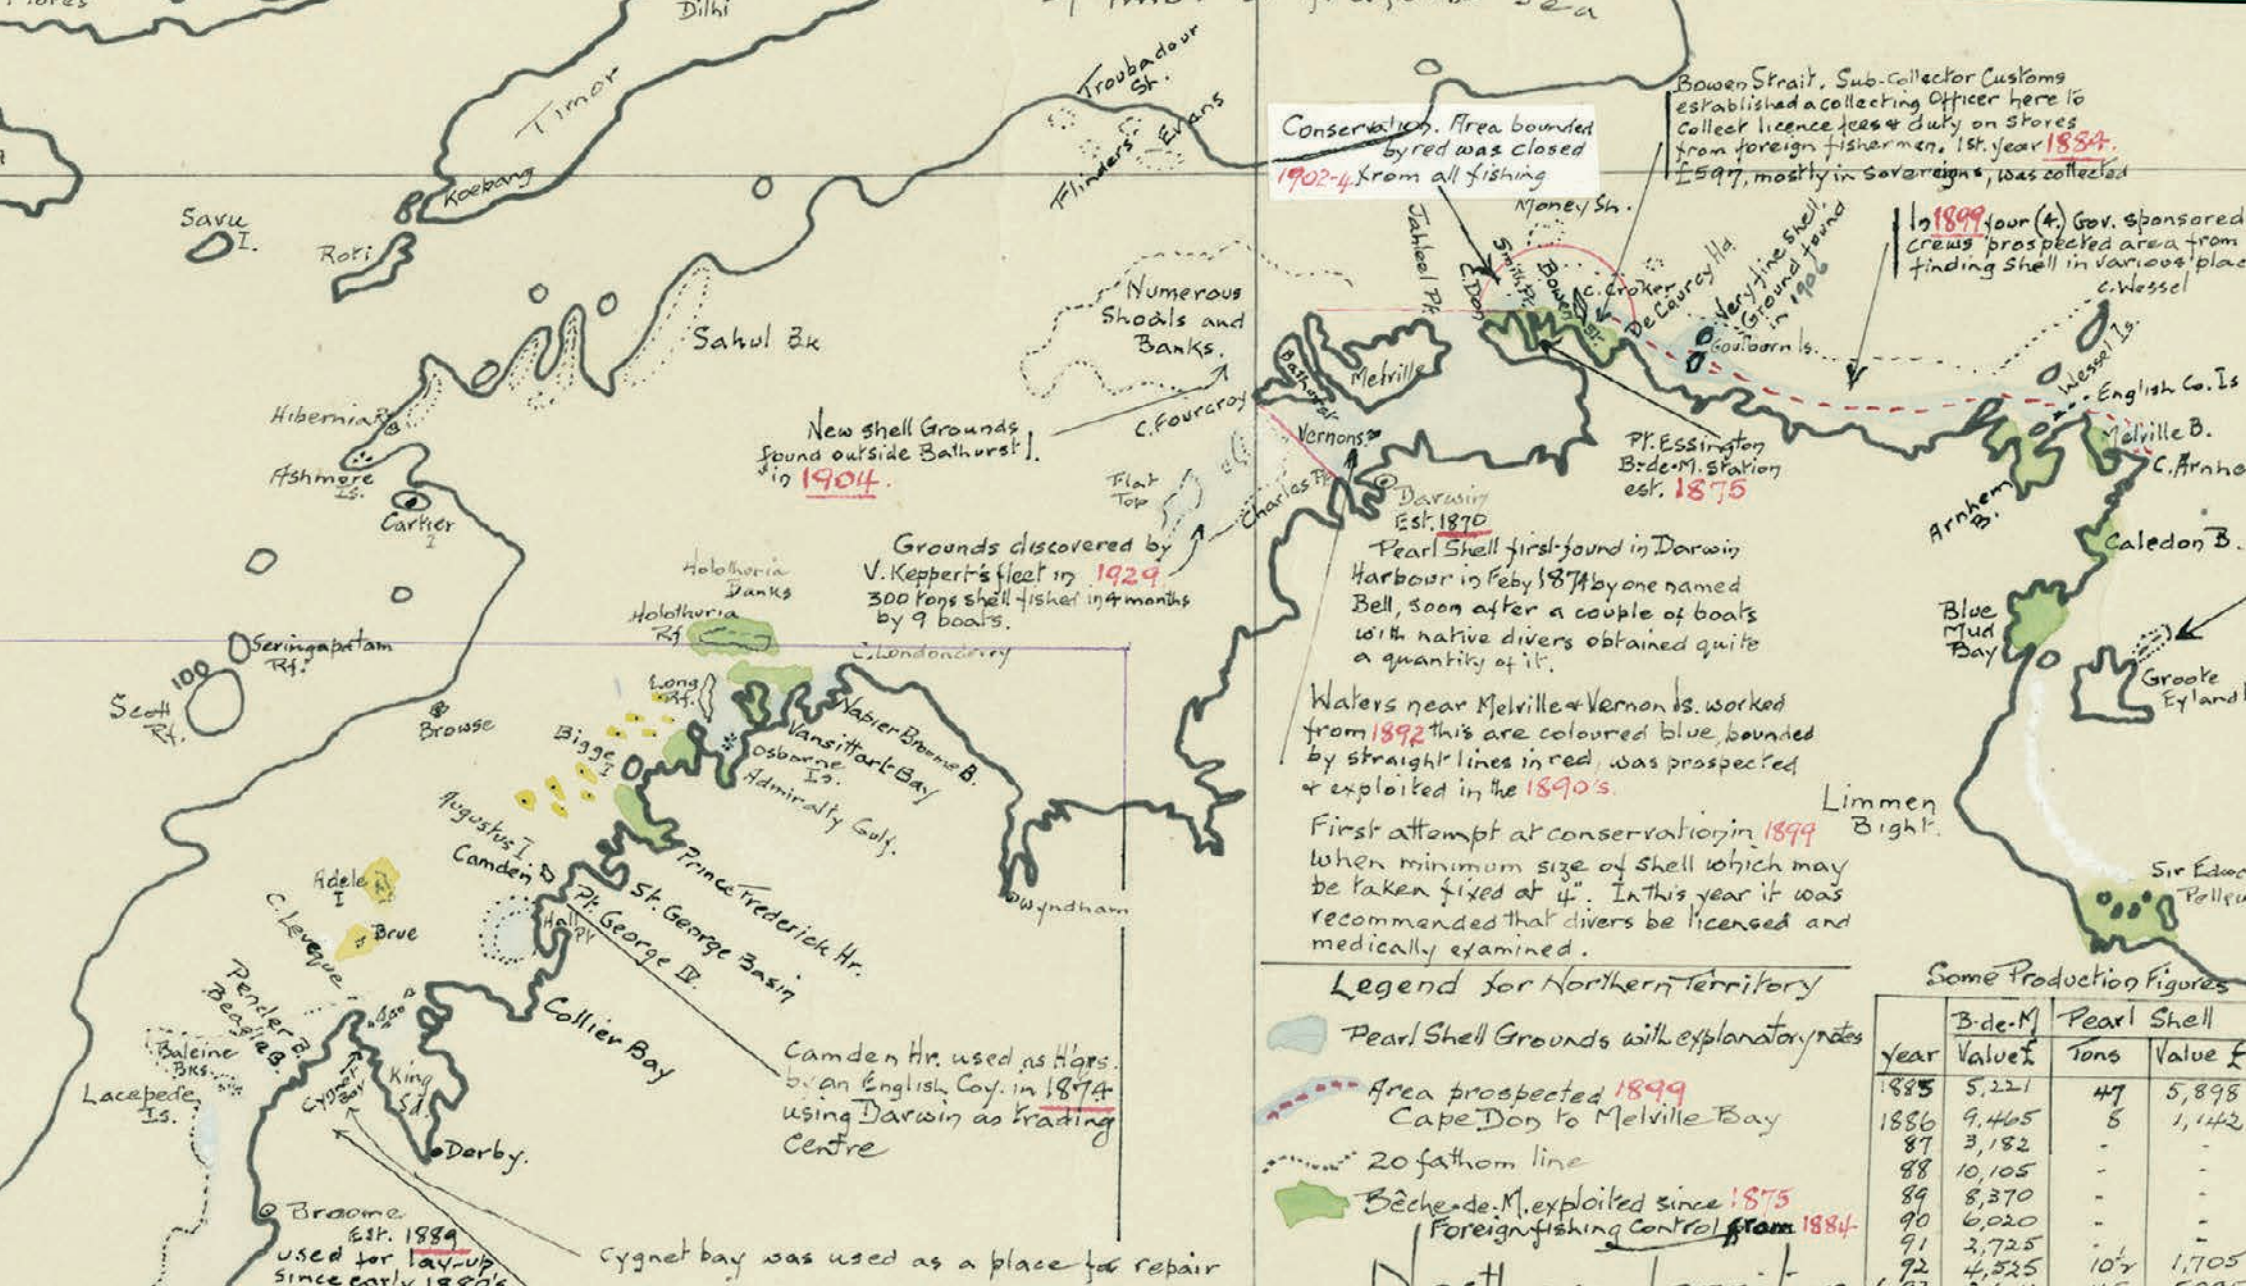 Dilhi
Timor
Koepang
Savu
I.
Roti
Troubadour
Sh.
Flinders
Evans
Sea
Sahul Bk
Hibernia Rf
Ashmore
Is.
Cartier
I
Seringapatam
Rf.
100
Scott
Rf.
Browse
Numerous
Shoals and
Banks.
New shell Grounds
found outside Bathurst I.
in 1904.
C. Fourcroy
Bathurst
Melville
Vernons
Flat
Top
Charles Pt
Grounds discovered by
V. Keppert's fleet in 1929
300 tons shell fished in 4 months
by 9 boats.
Holothuria
Banks
Holothuria
Rf
C. Londonderry
Long
Rf.
Bigge
I
Napier Broome B.
Vansittart Bay
Osborne
Is.
Admiralty Gulf.
Augustus I.
Camden
Prince Frederick Hr.
St. George Basin
Pt. George IV.
Hall Pt
Wyndham
Adele
I
Brue
C. Leveque
Pender B.
Beagle B.
Baleine
Bks.
Lacepede
Is.
Cygnet
Bay
King
Sd.
Collier Bay
Derby.
Camden Hr. used as Hqrs.
by an English Coy. in 1874
using Darwin as trading
Centre
Broome
Est. 1889
used for lay-up
since early 1880's
Cygnet bay was used as a place for repair
Conservation. Area bounded
by red was closed
1902-4 from all fishing
Bowen Strait. Sub-Collector Customs
established a collecting Officer here to
collect licence fees & duty on stores
from foreign fishermen. 1st. year 1884.
£597, mostly in sovereigns, was collected
Money Sh.
Jahleel Pt.
C. Don
Smith Pt.
Bowen
St.
C. Croker
De Courcy Hd.
Very fine shell.
Ground found
in 1906
Goulborn Is.
In 1899 four (4) Gov. sponsored
crews prospected area from
finding shell in various plac
C. Wessel
Wessel Is.
English Co. Is
Melville B.
C. Arnhe
Arnhem
B.
Caledon B.
Blue
Mud
Bay
Groote
Eyland
Limmen
Bight.
Sir Edwa
Pellew
Pt. Essington
B-de-M. Station
est. 1875
Darwin
Est. 1870
Pearl Shell first found in Darwin
Harbour in Feby 1874 by one named
Bell, soon after a couple of boats
with native divers obtained quite
a quantity of it.
Waters near Melville & Vernon Is. worked
from 1892 this are coloured blue, bounded
by straight lines in red, was prospected
& exploited in the 1890's.
First attempt at conservation in 1899
when minimum size of shell which may
be taken fixed at 4". In this year it was
recommended that divers be licensed and
medically examined.
Legend for Northern Territory
Pearl Shell Grounds with explanatory notes
Area prospected 1899
Cape Don to Melville Bay
20 fathom line
Bêche-de-M. exploited since 1875
Foreign fishing control from 1884
Some Production Figures
B-de-M Pearl Shell
year Value £ Tons Value £
1885 5,221 47 5,898
1886 9,465 8 1,142
87 3,182 - -
88 10,105 - -
89 8,370 - -
90 6,020 - -
91 2,725 - -
92 4,525 10½ 1,705